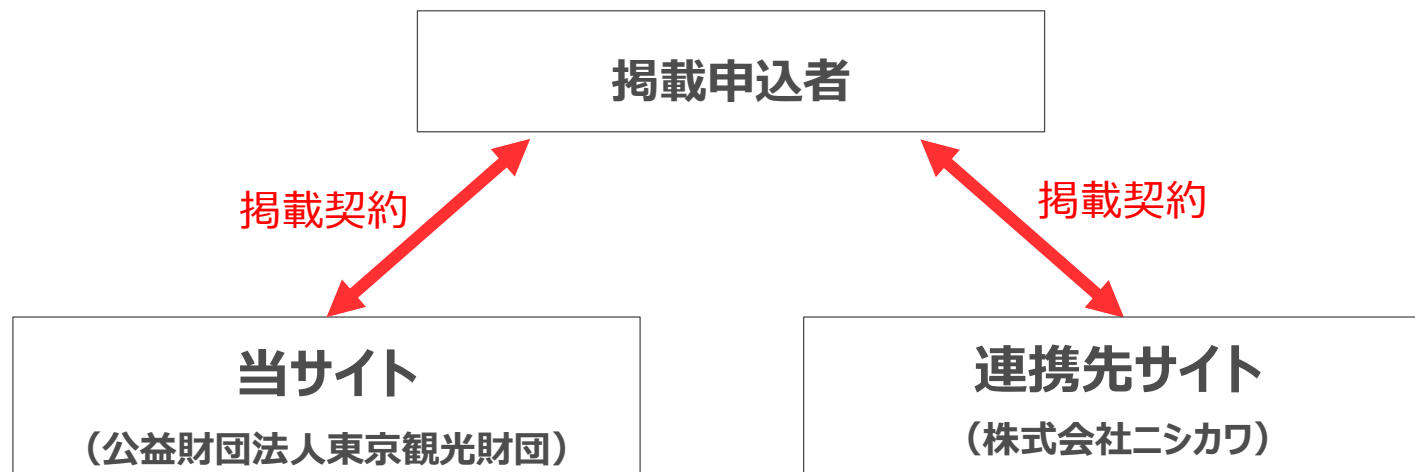 掲載申込者
掲載契約
掲載契約
当サイト
（公益財団法人東京観光財団）
連携先サイト
（株式会社ニシカワ）